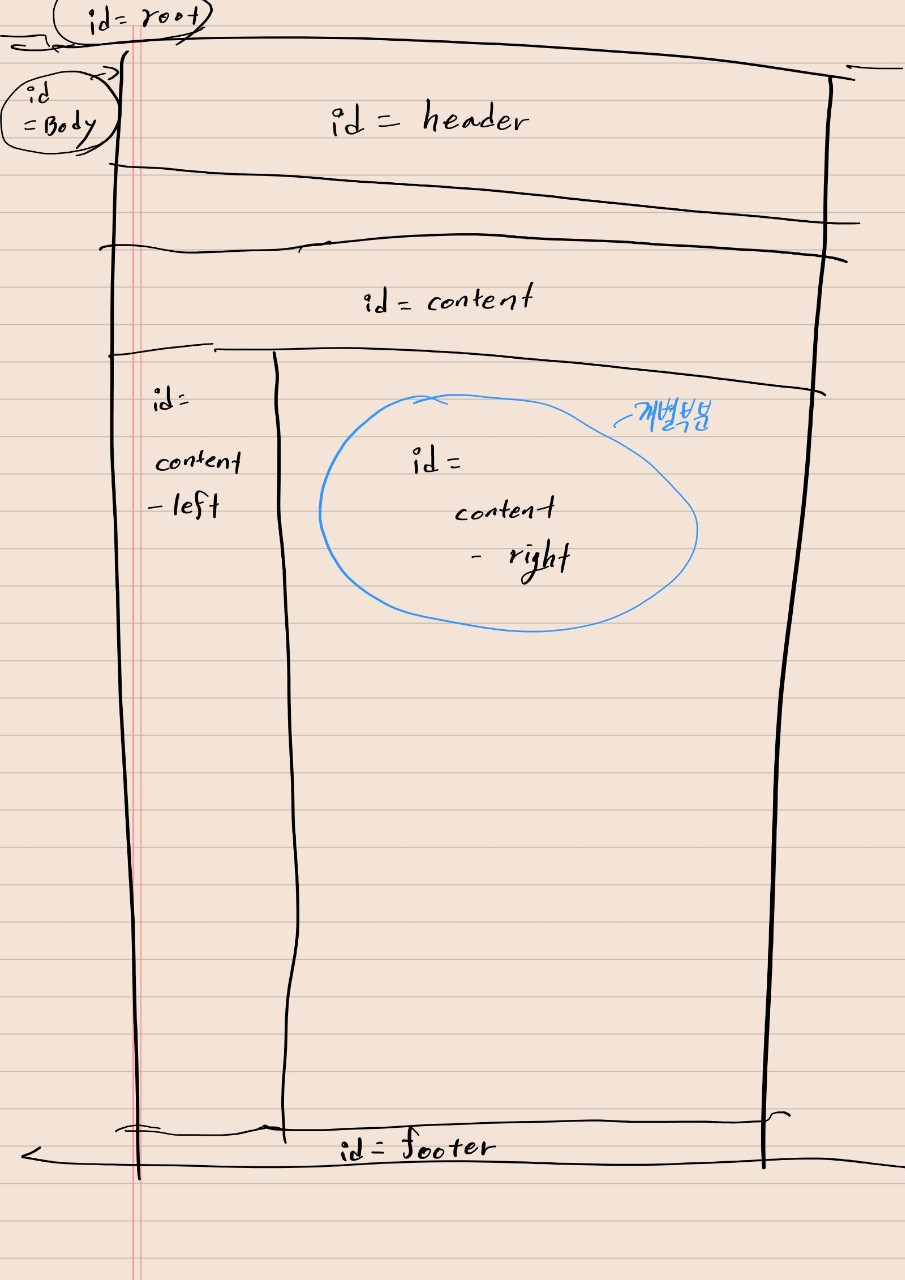 id = root
id
= Body
id = header
id = content
id=
content
- left
개별부분
id =
content
- right
id = footer